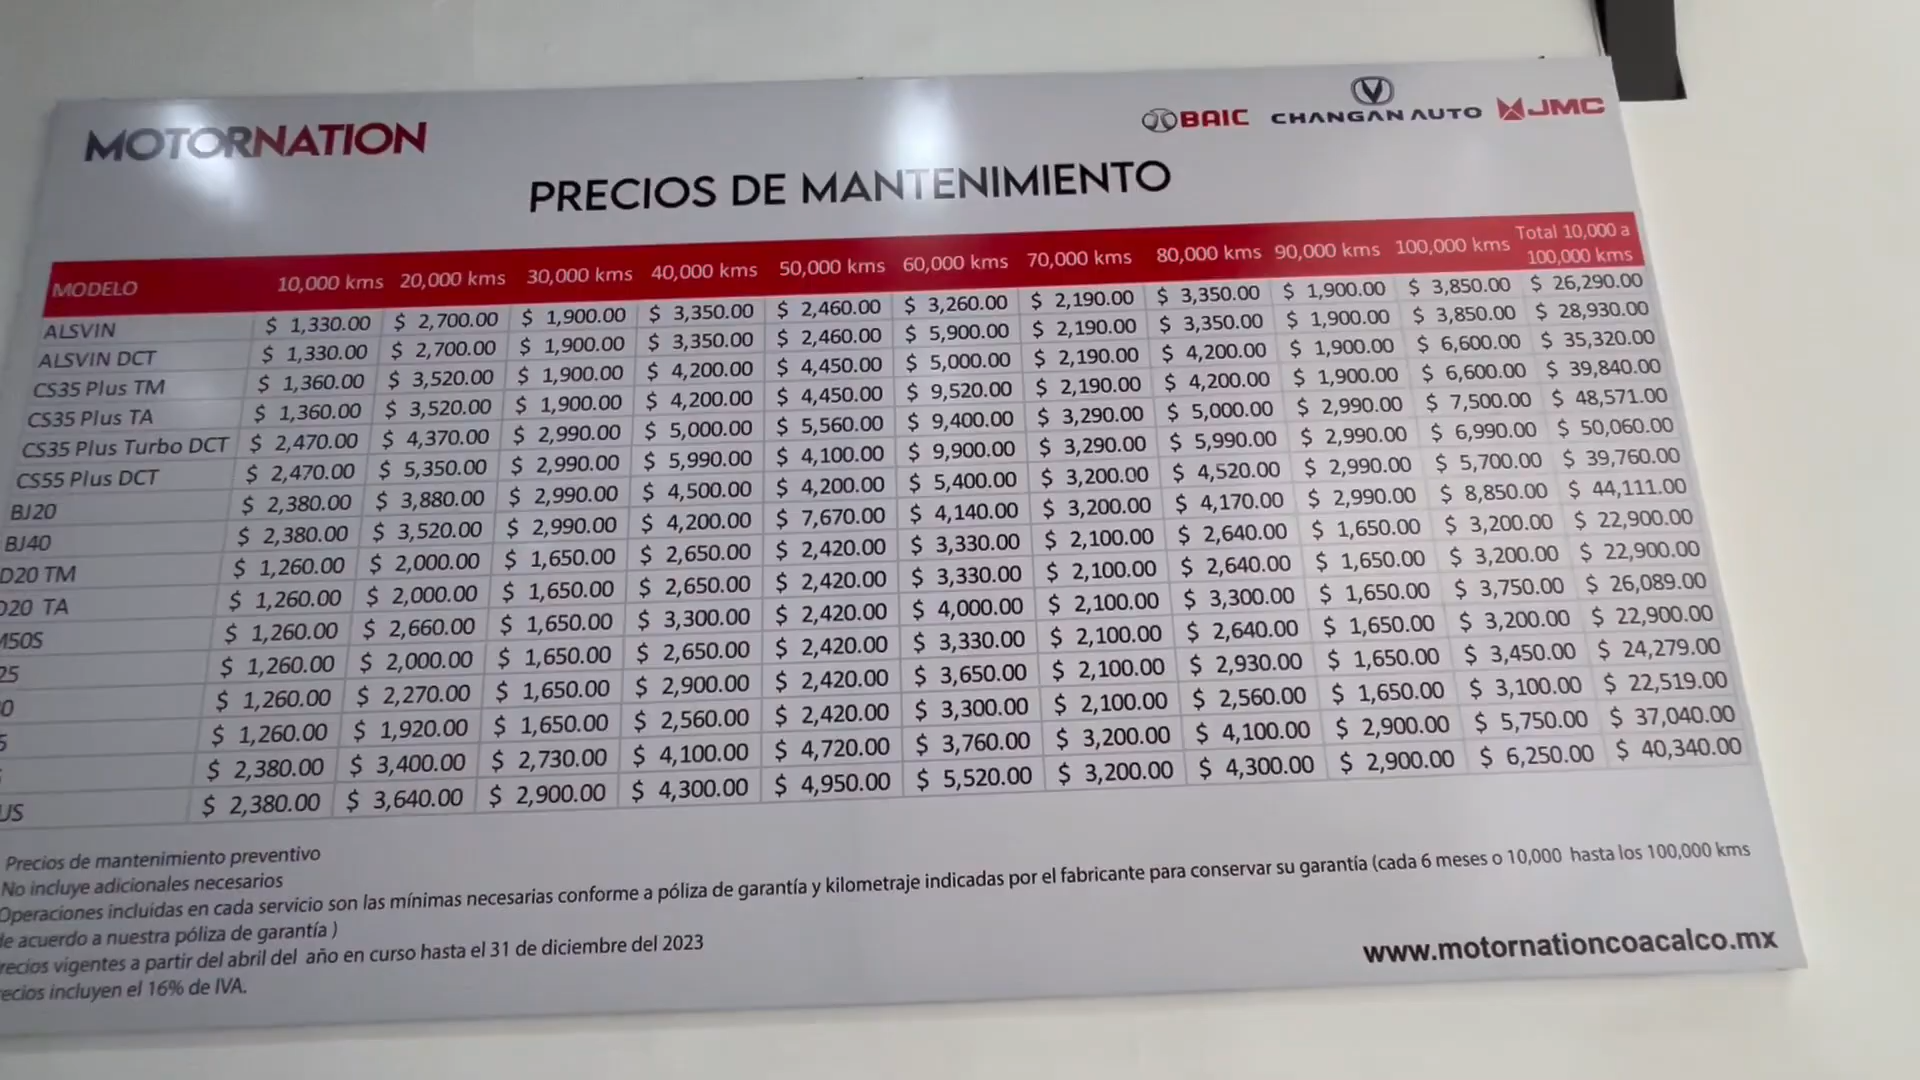 MOTORNATION
BAIC CHANGAN AUTO JMC
PRECIOS DE MANTENIMIENTO
MODELO 10,000 kms 20,000 kms 30,000 kms 40,000 kms 50,000 kms 60,000 kms 70,000 kms 80,000 kms 90,000 kms 100,000 kms Total 10,000 a 100,000 kms
ALSVIN $ 1,330.00 $ 2,700.00 $ 1,900.00 $ 3,350.00 $ 2,460.00 $ 3,260.00 $ 2,190.00 $ 3,350.00 $ 1,900.00 $ 3,850.00 $ 26,290.00
ALSVIN DCT $ 1,330.00 $ 2,700.00 $ 1,900.00 $ 3,350.00 $ 2,460.00 $ 5,900.00 $ 2,190.00 $ 3,350.00 $ 1,900.00 $ 3,850.00 $ 28,930.00
CS35 Plus TM $ 1,360.00 $ 3,520.00 $ 1,900.00 $ 4,200.00 $ 4,450.00 $ 5,000.00 $ 2,190.00 $ 4,200.00 $ 1,900.00 $ 6,600.00 $ 35,320.00
CS35 Plus TA $ 1,360.00 $ 3,520.00 $ 1,900.00 $ 4,200.00 $ 4,450.00 $ 9,520.00 $ 2,190.00 $ 4,200.00 $ 1,900.00 $ 6,600.00 $ 39,840.00
CS35 Plus Turbo DCT $ 2,470.00 $ 4,370.00 $ 2,990.00 $ 5,000.00 $ 5,560.00 $ 9,400.00 $ 3,290.00 $ 5,000.00 $ 2,990.00 $ 7,500.00 $ 48,571.00
CS55 Plus DCT $ 2,470.00 $ 5,350.00 $ 2,990.00 $ 5,990.00 $ 4,100.00 $ 9,900.00 $ 3,290.00 $ 5,990.00 $ 2,990.00 $ 6,990.00 $ 50,060.00
BJ20 $ 2,380.00 $ 3,880.00 $ 2,990.00 $ 4,500.00 $ 4,200.00 $ 5,400.00 $ 3,200.00 $ 4,520.00 $ 2,990.00 $ 5,700.00 $ 39,760.00
BJ40 $ 2,380.00 $ 3,520.00 $ 2,990.00 $ 4,200.00 $ 7,670.00 $ 4,140.00 $ 3,200.00 $ 4,170.00 $ 2,990.00 $ 8,850.00 $ 44,111.00
D20 TM $ 1,260.00 $ 2,000.00 $ 1,650.00 $ 2,650.00 $ 2,420.00 $ 3,330.00 $ 2,100.00 $ 2,640.00 $ 1,650.00 $ 3,200.00 $ 22,900.00
D20 TA $ 1,260.00 $ 2,000.00 $ 1,650.00 $ 2,650.00 $ 2,420.00 $ 3,330.00 $ 2,100.00 $ 2,640.00 $ 1,650.00 $ 3,200.00 $ 22,900.00
M50S $ 1,260.00 $ 2,660.00 $ 1,650.00 $ 3,300.00 $ 2,420.00 $ 4,000.00 $ 2,100.00 $ 3,300.00 $ 1,650.00 $ 3,750.00 $ 26,089.00
25 $ 1,260.00 $ 2,000.00 $ 1,650.00 $ 2,650.00 $ 2,420.00 $ 3,330.00 $ 2,100.00 $ 2,640.00 $ 1,650.00 $ 3,200.00 $ 22,900.00
0 $ 1,260.00 $ 2,270.00 $ 1,650.00 $ 2,900.00 $ 2,420.00 $ 3,650.00 $ 2,100.00 $ 2,930.00 $ 1,650.00 $ 3,450.00 $ 24,279.00
5 $ 1,260.00 $ 1,920.00 $ 1,650.00 $ 2,560.00 $ 2,420.00 $ 3,300.00 $ 2,100.00 $ 2,560.00 $ 1,650.00 $ 3,100.00 $ 22,519.00
$ 2,380.00 $ 3,400.00 $ 2,730.00 $ 4,100.00 $ 4,720.00 $ 3,760.00 $ 3,200.00 $ 4,100.00 $ 2,900.00 $ 5,750.00 $ 37,040.00
US $ 2,380.00 $ 3,640.00 $ 2,900.00 $ 4,300.00 $ 4,950.00 $ 5,520.00 $ 3,200.00 $ 4,300.00 $ 2,900.00 $ 6,250.00 $ 40,340.00
Precios de mantenimiento preventivo
No incluye adicionales necesarios
Operaciones incluidas en cada servicio son las mínimas necesarias conforme a póliza de garantía y kilometraje indicadas por el fabricante para conservar su garantía (cada 6 meses o 10,000 hasta los 100,000 kms
de acuerdo a nuestra póliza de garantía )
recios vigentes a partir del abril del año en curso hasta el 31 de diciembre del 2023
ecios incluyen el 16% de IVA.
www.motornationcoacalco.mx